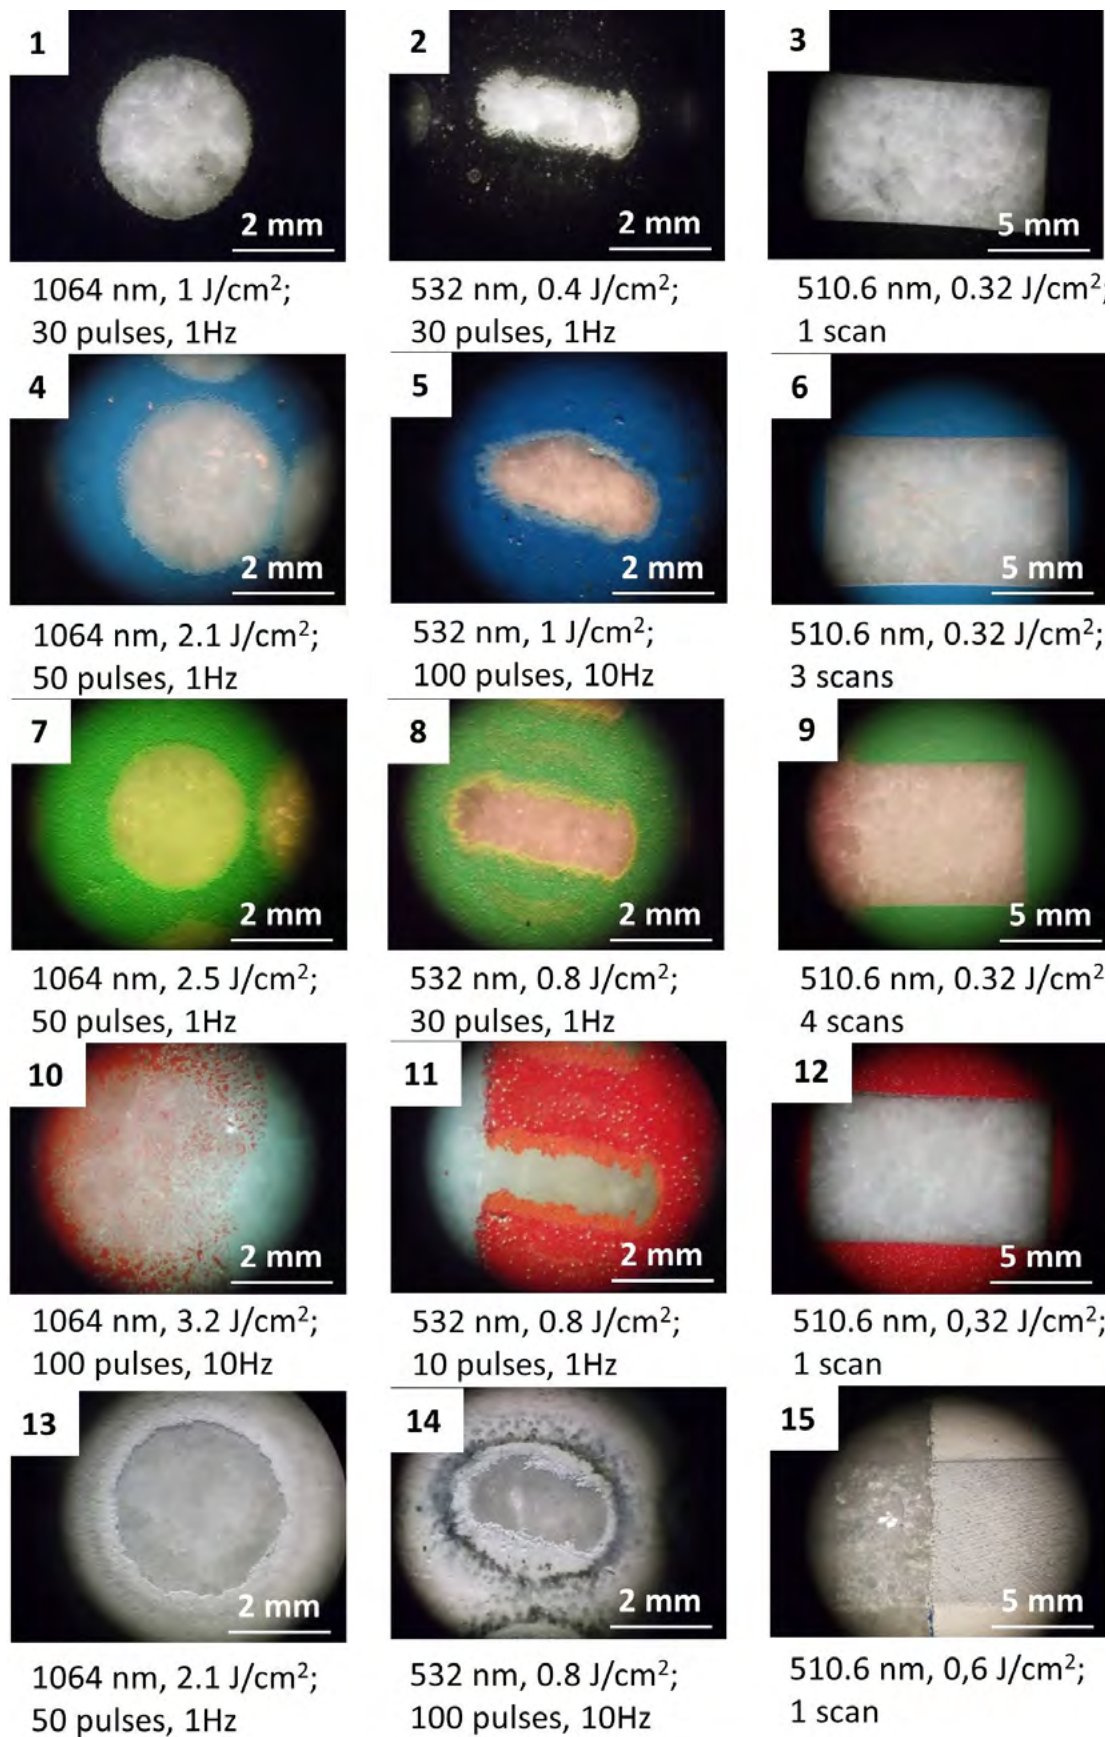 1
2
3
2 mm
2 mm
5 mm
1064 nm, 1 J/cm²;
30 pulses, 1Hz
532 nm, 0.4 J/cm²;
30 pulses, 1Hz
510.6 nm, 0.32 J/cm²;
1 scan
4
5
6
2 mm
2 mm
5 mm
1064 nm, 2.1 J/cm²;
50 pulses, 1Hz
532 nm, 1 J/cm²;
100 pulses, 10Hz
510.6 nm, 0.32 J/cm²;
3 scans
7
8
9
2 mm
2 mm
5 mm
1064 nm, 2.5 J/cm²;
50 pulses, 1Hz
532 nm, 0.8 J/cm²;
30 pulses, 1Hz
510.6 nm, 0.32 J/cm²
4 scans
10
11
12
2 mm
2 mm
5 mm
1064 nm, 3.2 J/cm²;
100 pulses, 10Hz
532 nm, 0.8 J/cm²;
10 pulses, 1Hz
510.6 nm, 0,32 J/cm²;
1 scan
13
14
15
2 mm
2 mm
5 mm
1064 nm, 2.1 J/cm²;
50 pulses, 1Hz
532 nm, 0.8 J/cm²;
100 pulses, 10Hz
510.6 nm, 0,6 J/cm²;
1 scan